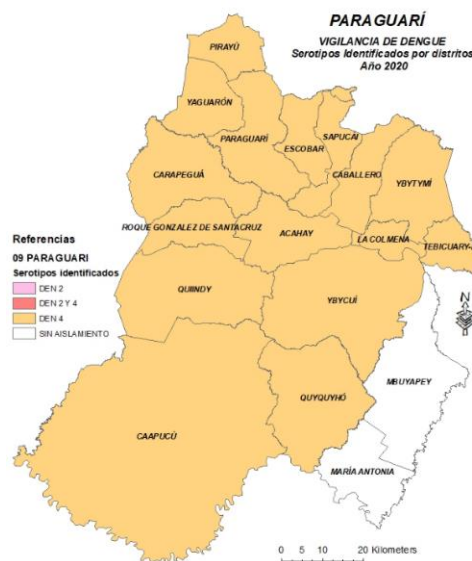 PARAGUARÍ
VIGILANCIA DE DENGUE
Serotipos Identificados por distritos
Año 2020
PIRAYÚ
YAGUARÓN
PARAGUARÍ
ESCOBAR
SAPUCAI
CABALLERO
YBYTYMÍ
CARAPEGUÁ
ROQUE GONZALEZ DE SANTACRUZ
ACAHAY
LA COLMENA
TEBICUARY-
Referencias
09 PARAGUARI
Serotipos identificados
DEN 2
DEN 2 Y 4
DEN 4
SIN AISLAMIENTO
QUIINDY
YBYCUÍ
N
MBUYAPEY
QUYQUYHÓ
CAAPUCÚ
MARÍA ANTONIA
0 5 10 20 Kilometers